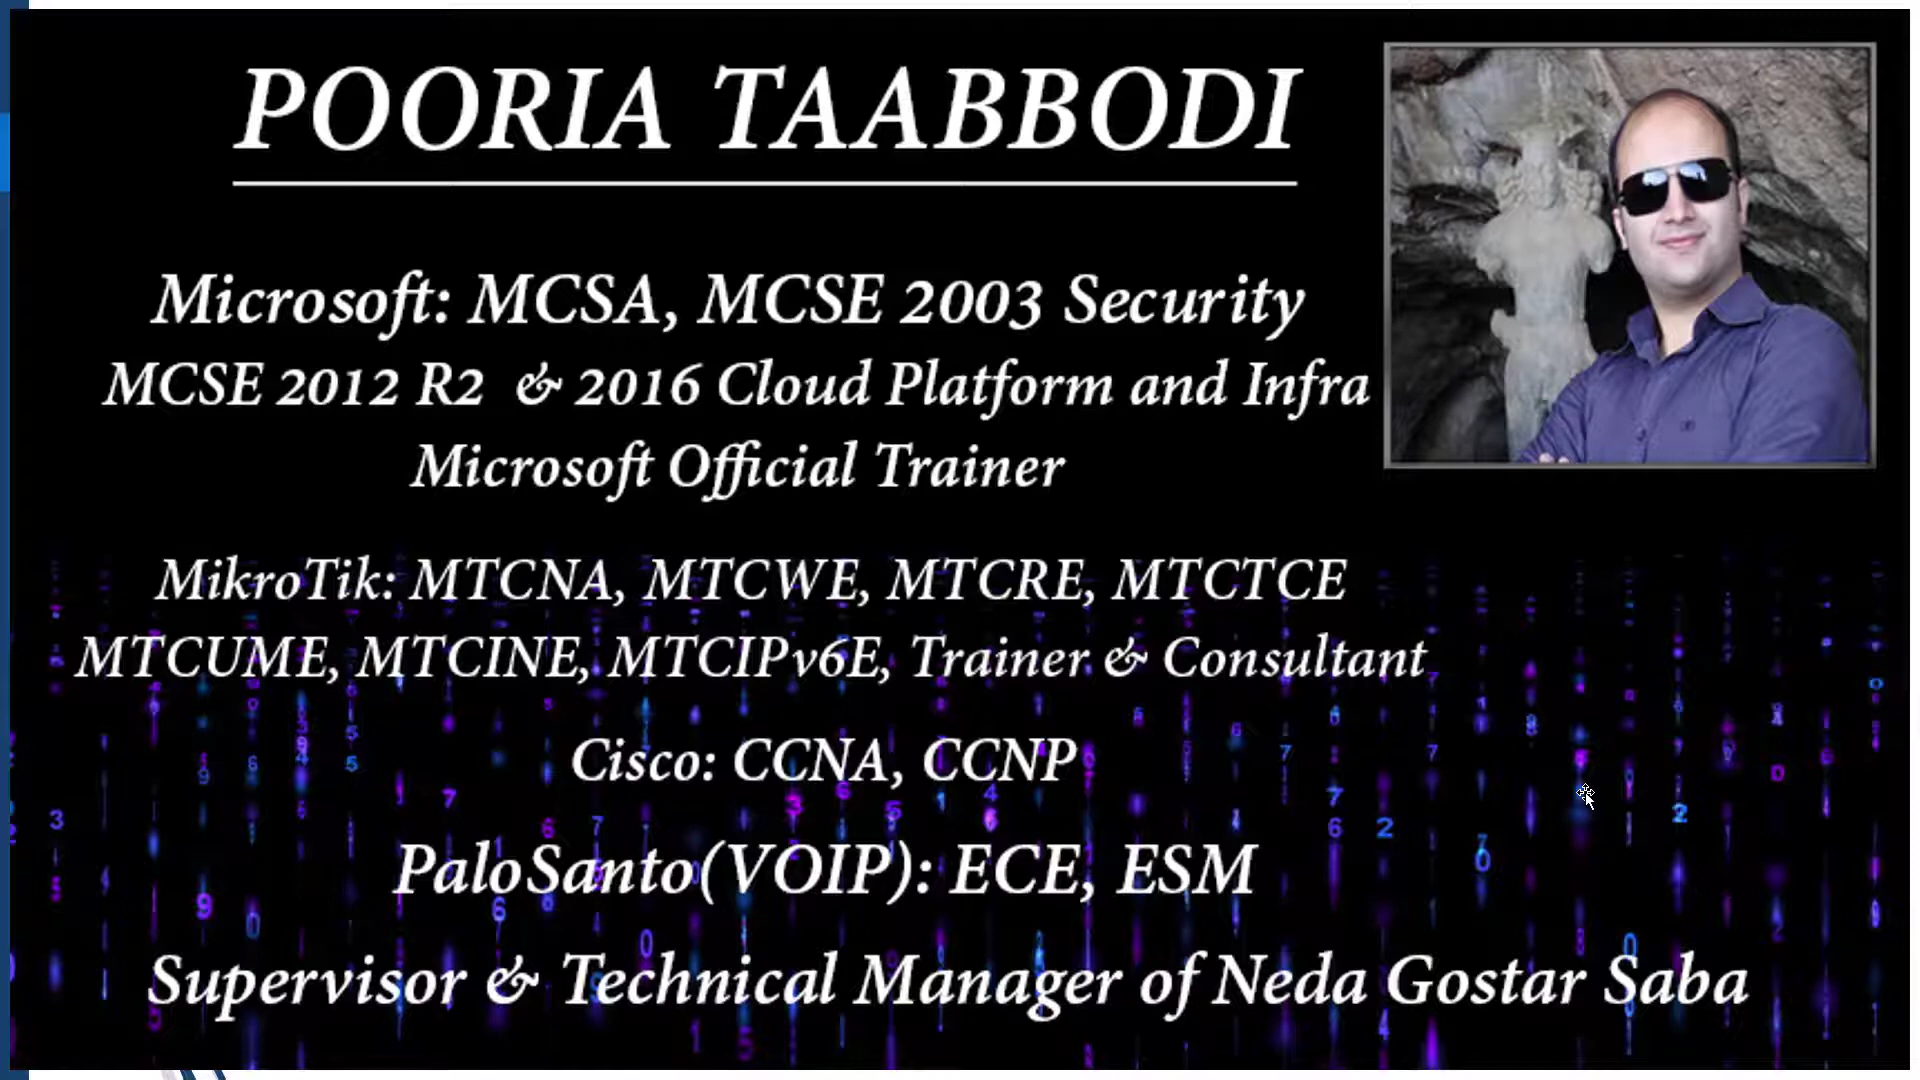 POORIA TAABBODI
Microsoft: MCSA, MCSE 2003 Security
MCSE 2012 R2 & 2016 Cloud Platform and Infra
Microsoft Official Trainer
MikroTik: MTCNA, MTCWE, MTCRE, MTCTCE
MTCUME, MTCINE, MTCIPv6E, Trainer & Consultant
Cisco: CCNA, CCNP
PaloSanto(VOIP): ECE, ESM
Supervisor & Technical Manager of Neda Gostar Saba